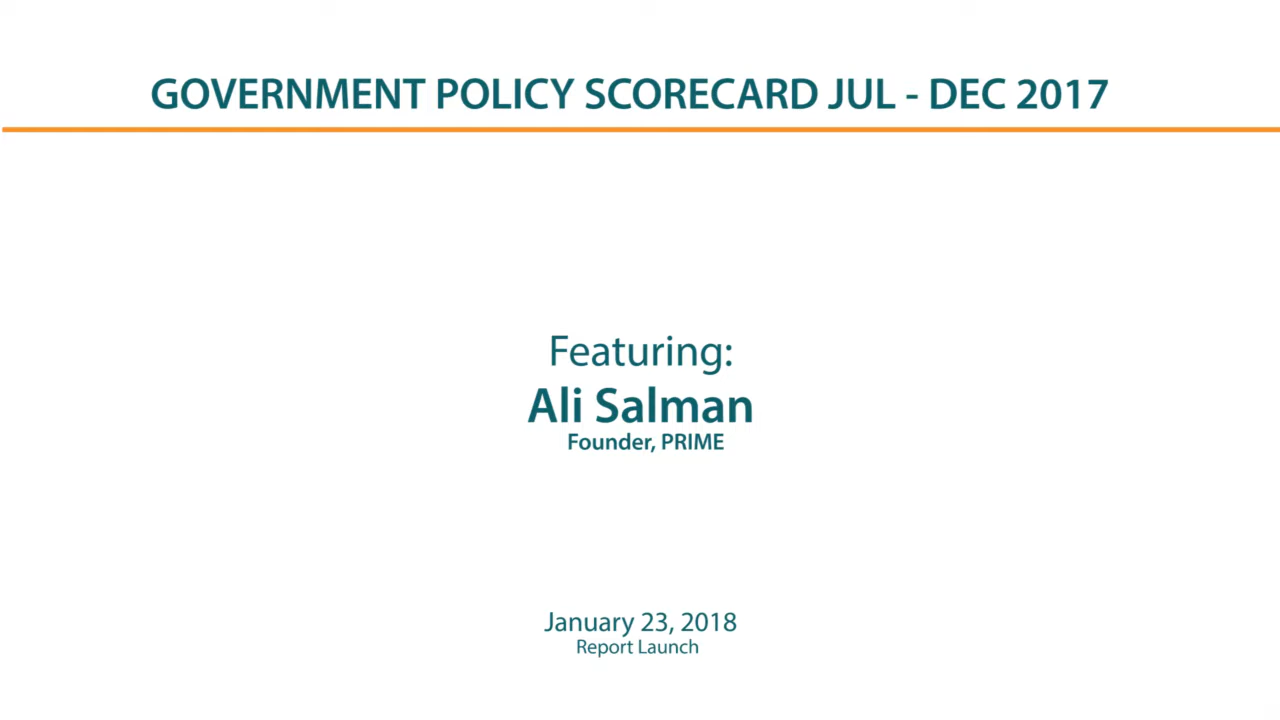 GOVERNMENT POLICY SCORECARD JUL - DEC 2017
Featuring:
Ali Salman
Founder, PRIME
January 23, 2018
Report Launch